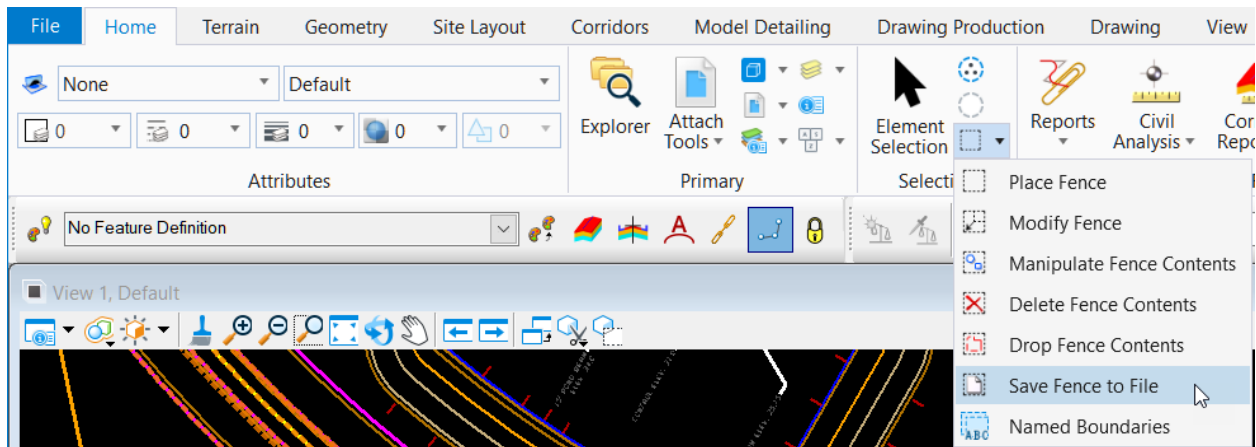 File Home Terrain Geometry Site Layout Corridors Model Detailing Drawing Production Drawing View
None Default
0 0 0 0 0
Explorer Attach Tools Element Selection Reports Civil Analysis
Attributes Primary Selecti
No Feature Definition
View 1, Default
Place Fence
Modify Fence
Manipulate Fence Contents
Delete Fence Contents
Drop Fence Contents
Save Fence to File
ABC Named Boundaries